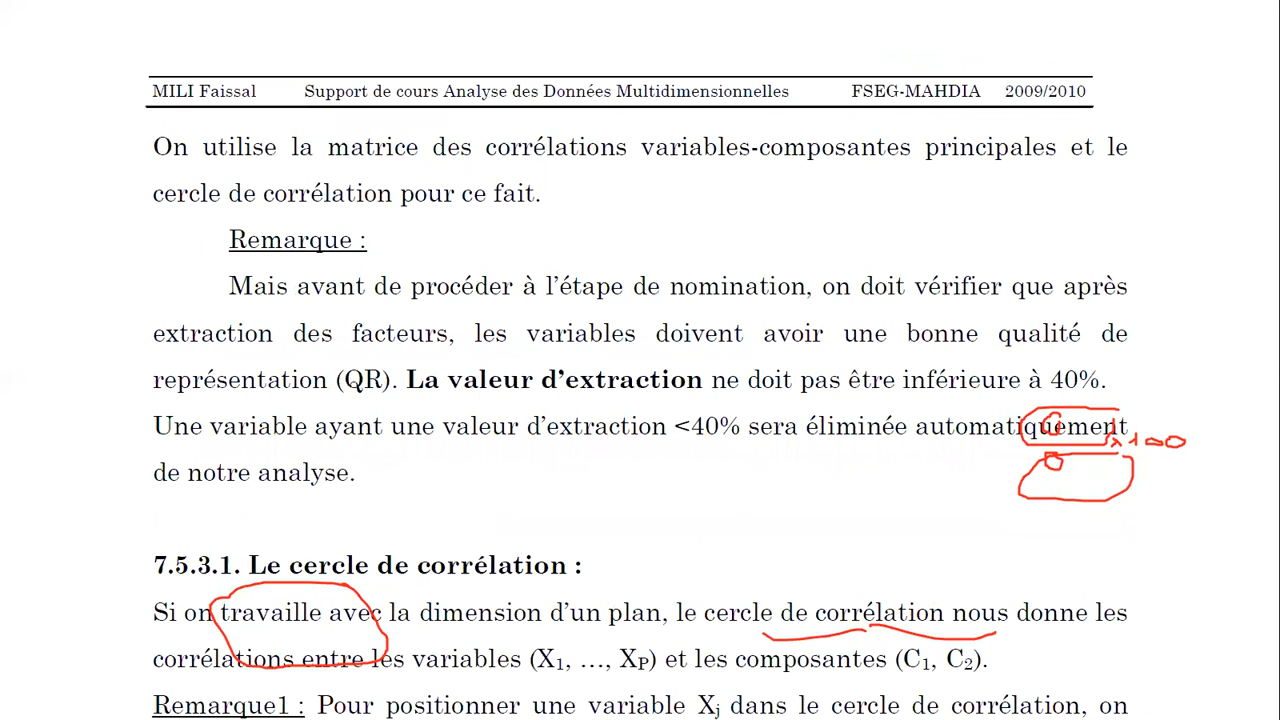 MILI Faissal Support de cours Analyse des Données Multidimensionnelles FSEG-MAHDIA 2009/2010
On utilise la matrice des corrélations variables-composantes principales et le
cercle de corrélation pour ce fait.
Remarque :
Mais avant de procéder à l'étape de nomination, on doit vérifier que après
extraction des facteurs, les variables doivent avoir une bonne qualité de
représentation (QR). La valeur d'extraction ne doit pas être inférieure à 40%.
Une variable ayant une valeur d'extraction <40% sera éliminée automatiquement
de notre analyse.
7.5.3.1. Le cercle de corrélation :
Si on travaille avec la dimension d'un plan, le cercle de corrélation nous donne les
corrélations entre les variables (X1, …, XP) et les composantes (C1, C2).
Remarque1 : Pour positionner une variable Xj dans le cercle de corrélation, on